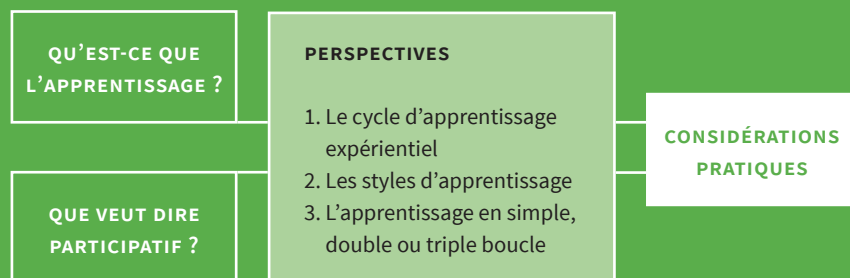 QU’EST-CE QUE
L’APPRENTISSAGE ?
QUE VEUT DIRE
PARTICIPATIF ?
PERSPECTIVES
1. Le cycle d’apprentissage
expérientiel
2. Les styles d’apprentissage
3. L’apprentissage en simple,
double ou triple boucle
CONSIDÉRATIONS
PRATIQUES